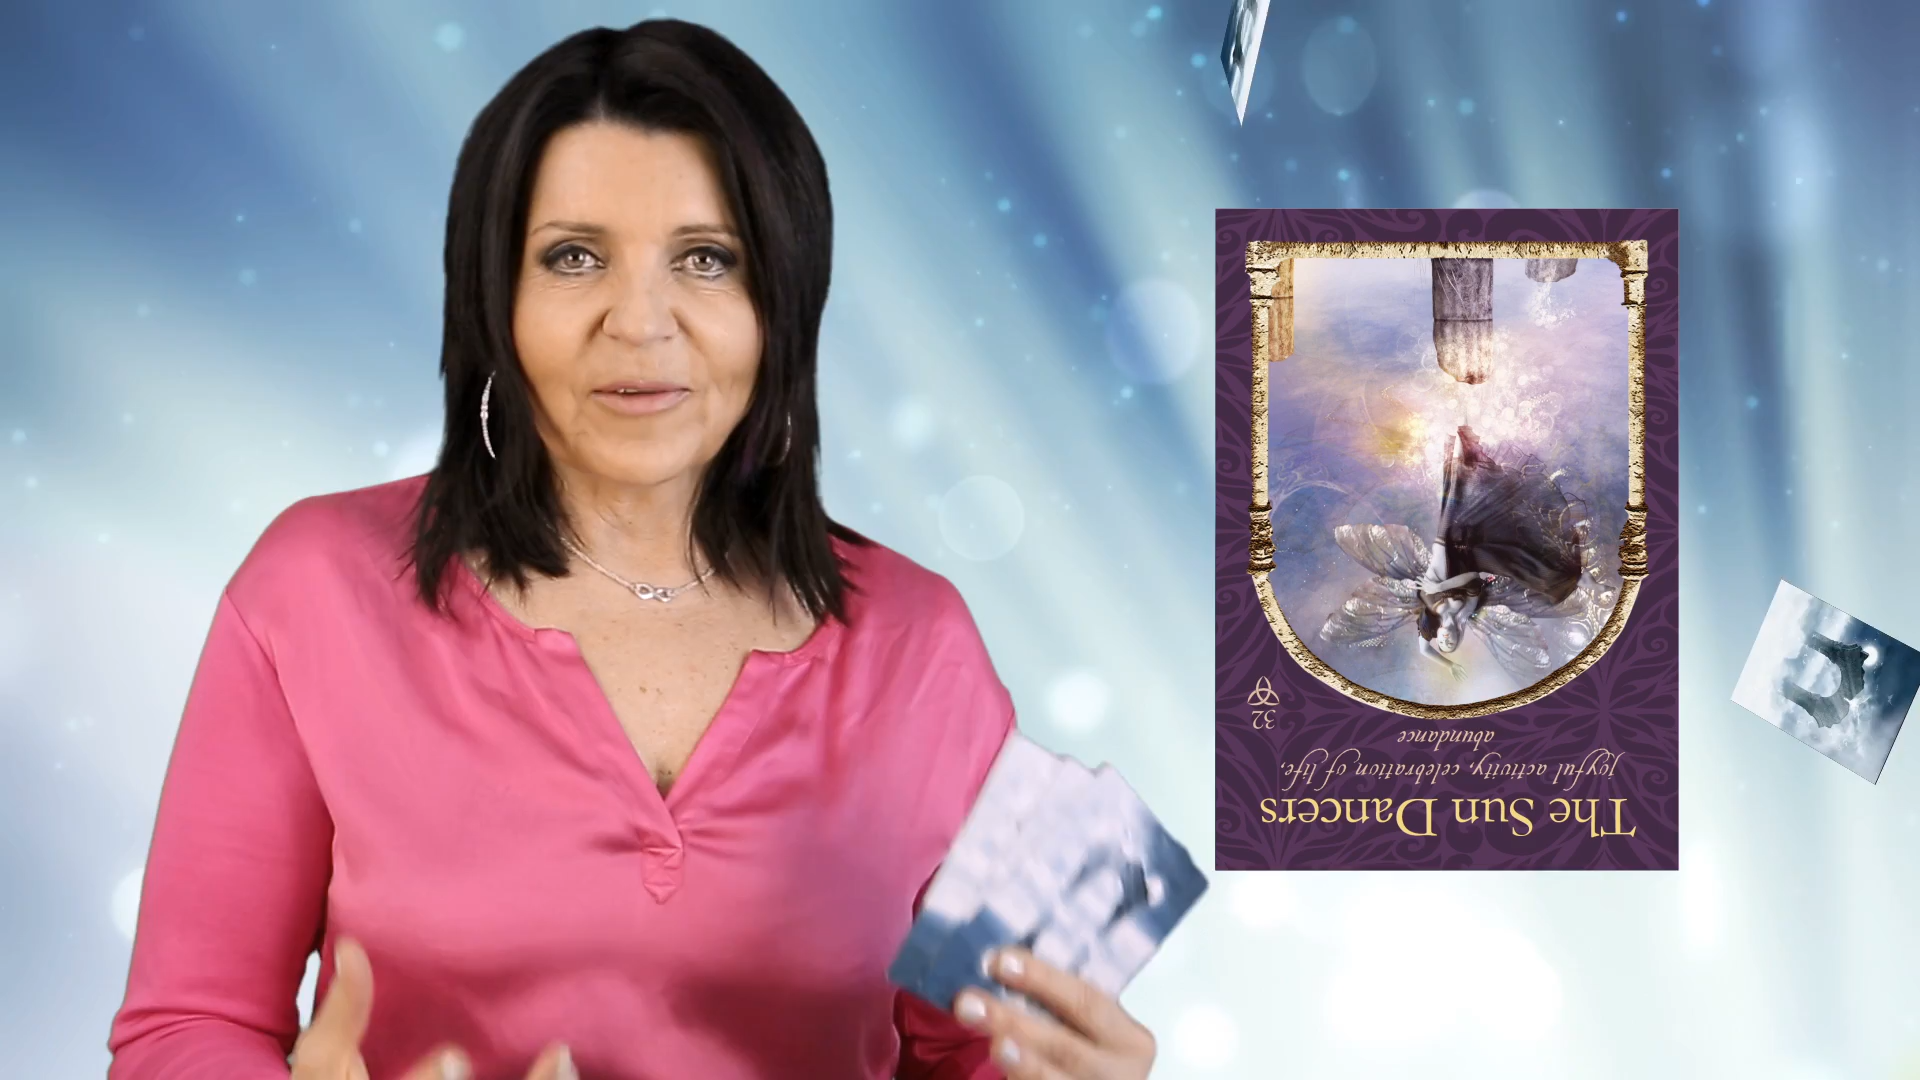 The Sun Dancers
joyful activity, celebration of life,
abundance
32